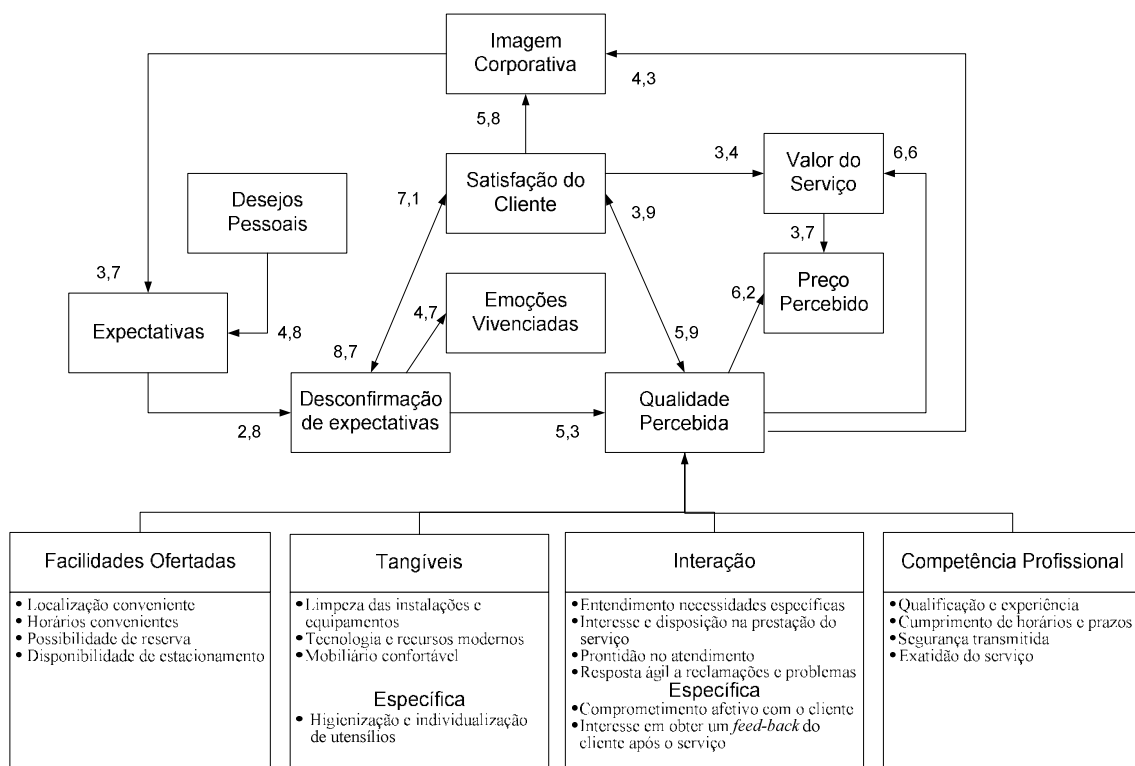 Imagem
Corporativa
4,3
5,8
3,4
Valor do
Serviço
6,6
Satisfação do
Cliente
7,1
3,9
Desejos
Pessoais
3,7
3,7
Preço
Percebido
6,2
Emoções
Vivenciadas
4,7
Expectativas
4,8
8,7
5,9
Desconfirmação
de expectativas
Qualidade
Percebida
2,8
5,3
Facilidades Ofertadas
• Localização conveniente
• Horários convenientes
• Possibilidade de reserva
• Disponibilidade de estacionamento
Tangíveis
• Limpeza das instalações e
equipamentos
• Tecnologia e recursos modernos
• Mobiliário confortável
Específica
• Higienização e individualização
de utensílios
Interação
• Entendimento necessidades específicas
• Interesse e disposição na prestação do
serviço
• Prontidão no atendimento
• Resposta ágil a reclamações e problemas
Específica
• Comprometimento afetivo com o cliente
• Interesse em obter um feed-back do
cliente após o serviço
Competência Profissional
• Qualificação e experiência
• Cumprimento de horários e prazos
• Segurança transmitida
• Exatidão do serviço